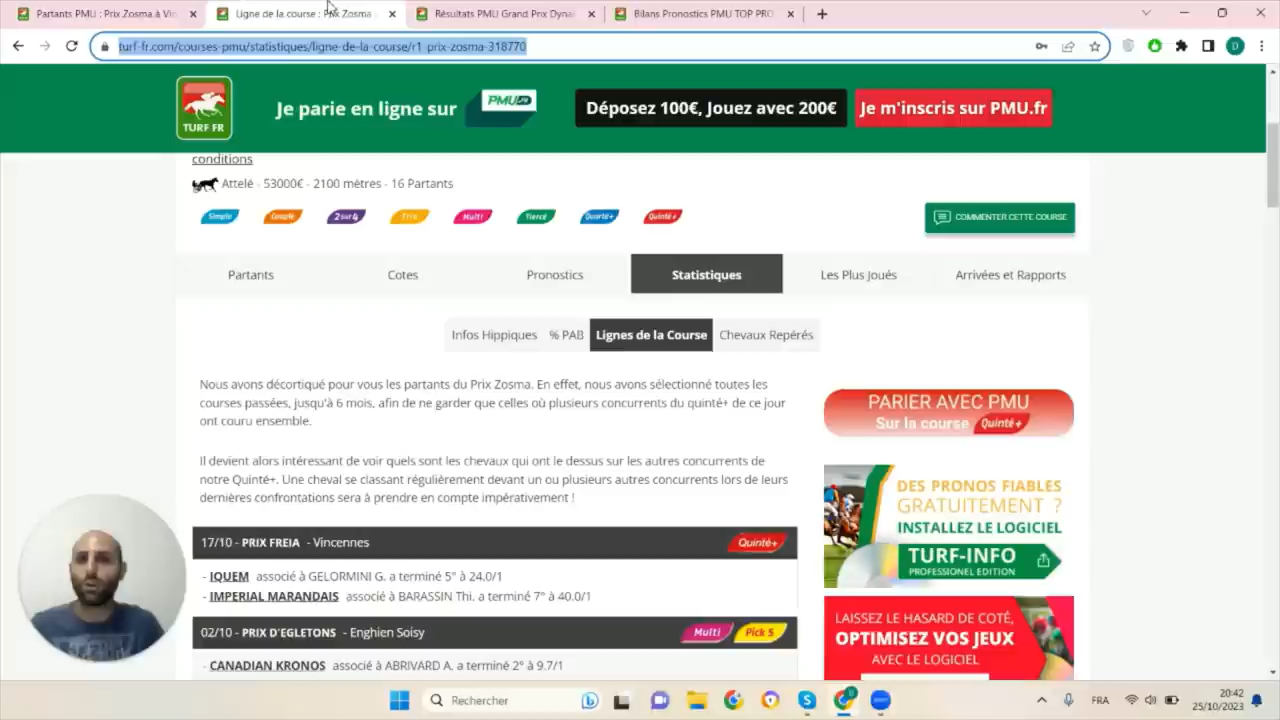 Partants PMU : Prix Zosma à Vin
Ligne de la course : Prix Zosma
Résultats PMU Grand Prix Dynai
Bilans Pronostics PMU TOP PRO
turf-fr.com/courses-pmu/statistiques/ligne-de-la-course/r1-prix-zosma-318770
TURF FR
Je parie en ligne sur
PMU.fr
Déposez 100€, Jouez avec 200€
Je m'inscris sur PMU.fr
conditions
Attelé - 53000€ - 2100 mètres - 16 Partants
Simple
Couplé
2sur4
Trio
Multi
Tiercé
Quarté+
Quinté+
COMMENTER CETTE COURSE
Partants
Cotes
Pronostics
Statistiques
Les Plus Joués
Arrivées et Rapports
Infos Hippiques
% PAB
Lignes de la Course
Chevaux Repérés
Nous avons décortiqué pour vous les partants du Prix Zosma. En effet, nous avons sélectionné toutes les
courses passées, jusqu'à 6 mois, afin de ne garder que celles où plusieurs concurrents du quinté+ de ce jour
ont couru ensemble.
Il devient alors intéressant de voir quels sont les chevaux qui ont le dessus sur les autres concurrents de
notre Quinté+. Une cheval se classant régulièrement devant un ou plusieurs autres concurrents lors de leurs
dernières confrontations sera à prendre en compte impérativement !
17/10 - PRIX FREIA - Vincennes
Quinté+
- IQUEM associé à GELORMINI G. a terminé 5° à 24.0/1
- IMPERIAL MARANDAIS associé à BARASSIN Thi. a terminé 7° à 40.0/1
02/10 - PRIX D'EGLETONS - Enghien Soisy
Multi
Pick 5
- CANADIAN KRONOS associé à ABRIVARD A. a terminé 2° à 9.7/1
PARIER AVEC PMU
Sur la course Quinté+
DES PRONOS FIABLES
GRATUITEMENT ?
INSTALLEZ LE LOGICIEL
TURF-INFO
PROFESSIONEL EDITION
LAISSEZ LE HASARD DE COTÉ,
OPTIMISEZ VOS JEUX
AVEC LE LOGICIEL
Rechercher
FRA
20:42
25/10/2023